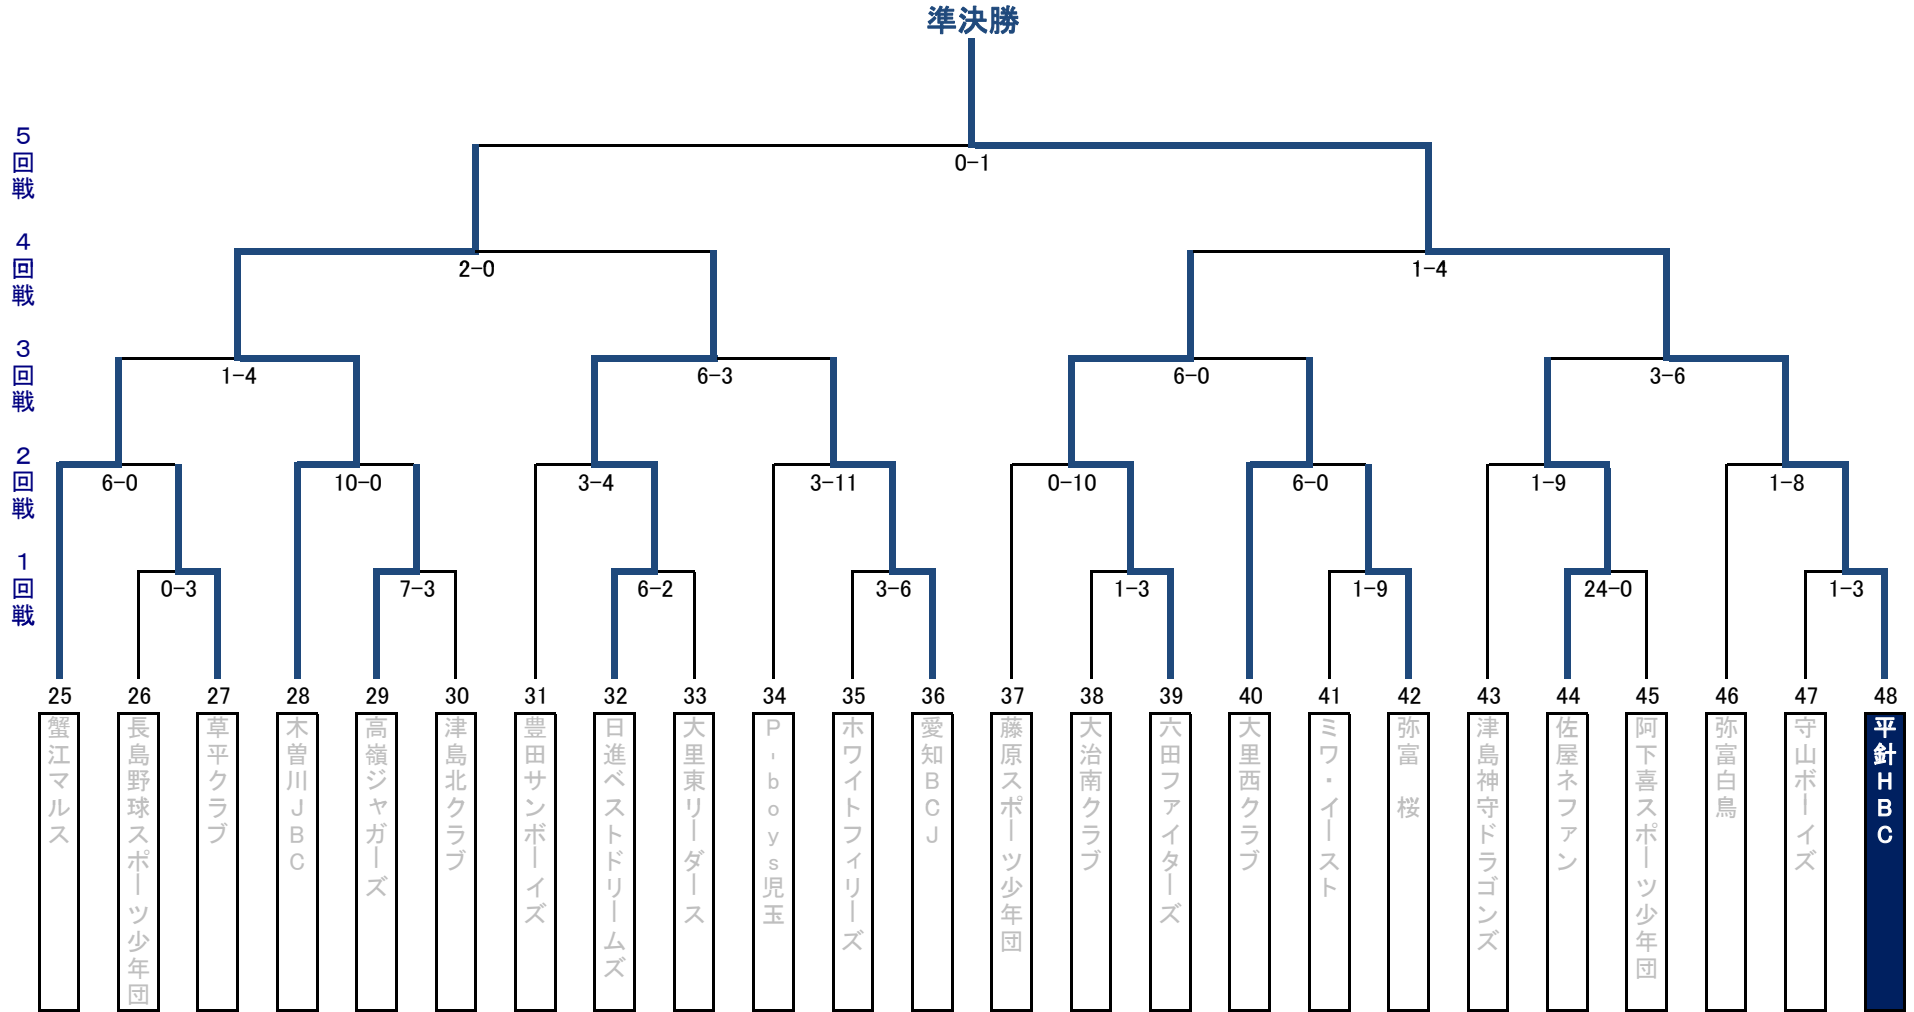 準決勝
5回戦
0-1
4回戦
2-0
1-4
3回戦
1-4
6-3
6-0
3-6
2回戦
6-0
10-0
3-4
3-11
0-10
6-0
1-9
1-8
1回戦
0-3
7-3
6-2
3-6
1-3
1-9
24-0
1-3
25 26 27 28 29 30 31 32 33 34 35 36 37 38 39 40 41 42 43 44 45 46 47 48
蟹江マルス
長島野球スポーツ少年団
草平クラブ
木曽川JBC
高嶺ジャガーズ
津島北クラブ
豊田サンボーイズ
日進ベストドリームズ
大里東リーダース
P-boys児玉
ホワイトフィリーズ
愛知BCJ
藤原スポーツ少年団
大治南クラブ
六田ファイターズ
大里西クラブ
ミワ・イースト
弥富 桜
津島神守ドラゴンズ
佐屋ネファン
阿下喜スポーツ少年団
弥富白鳥
守山ボーイズ
平針HBC